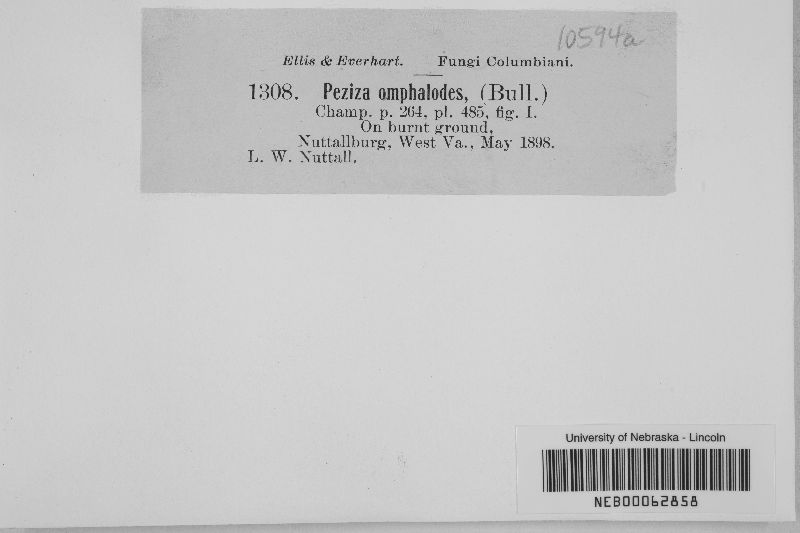 10594a
Ellis & Everhart. Fungi Columbiani.
1308. Peziza omphalodes, (Bull.)
Champ. p. 264, pl. 485, fig. I.
On burnt ground,
Nuttallburg, West Va., May 1898.
L. W. Nuttall.
University of Nebraska - Lincoln
NEB00062858